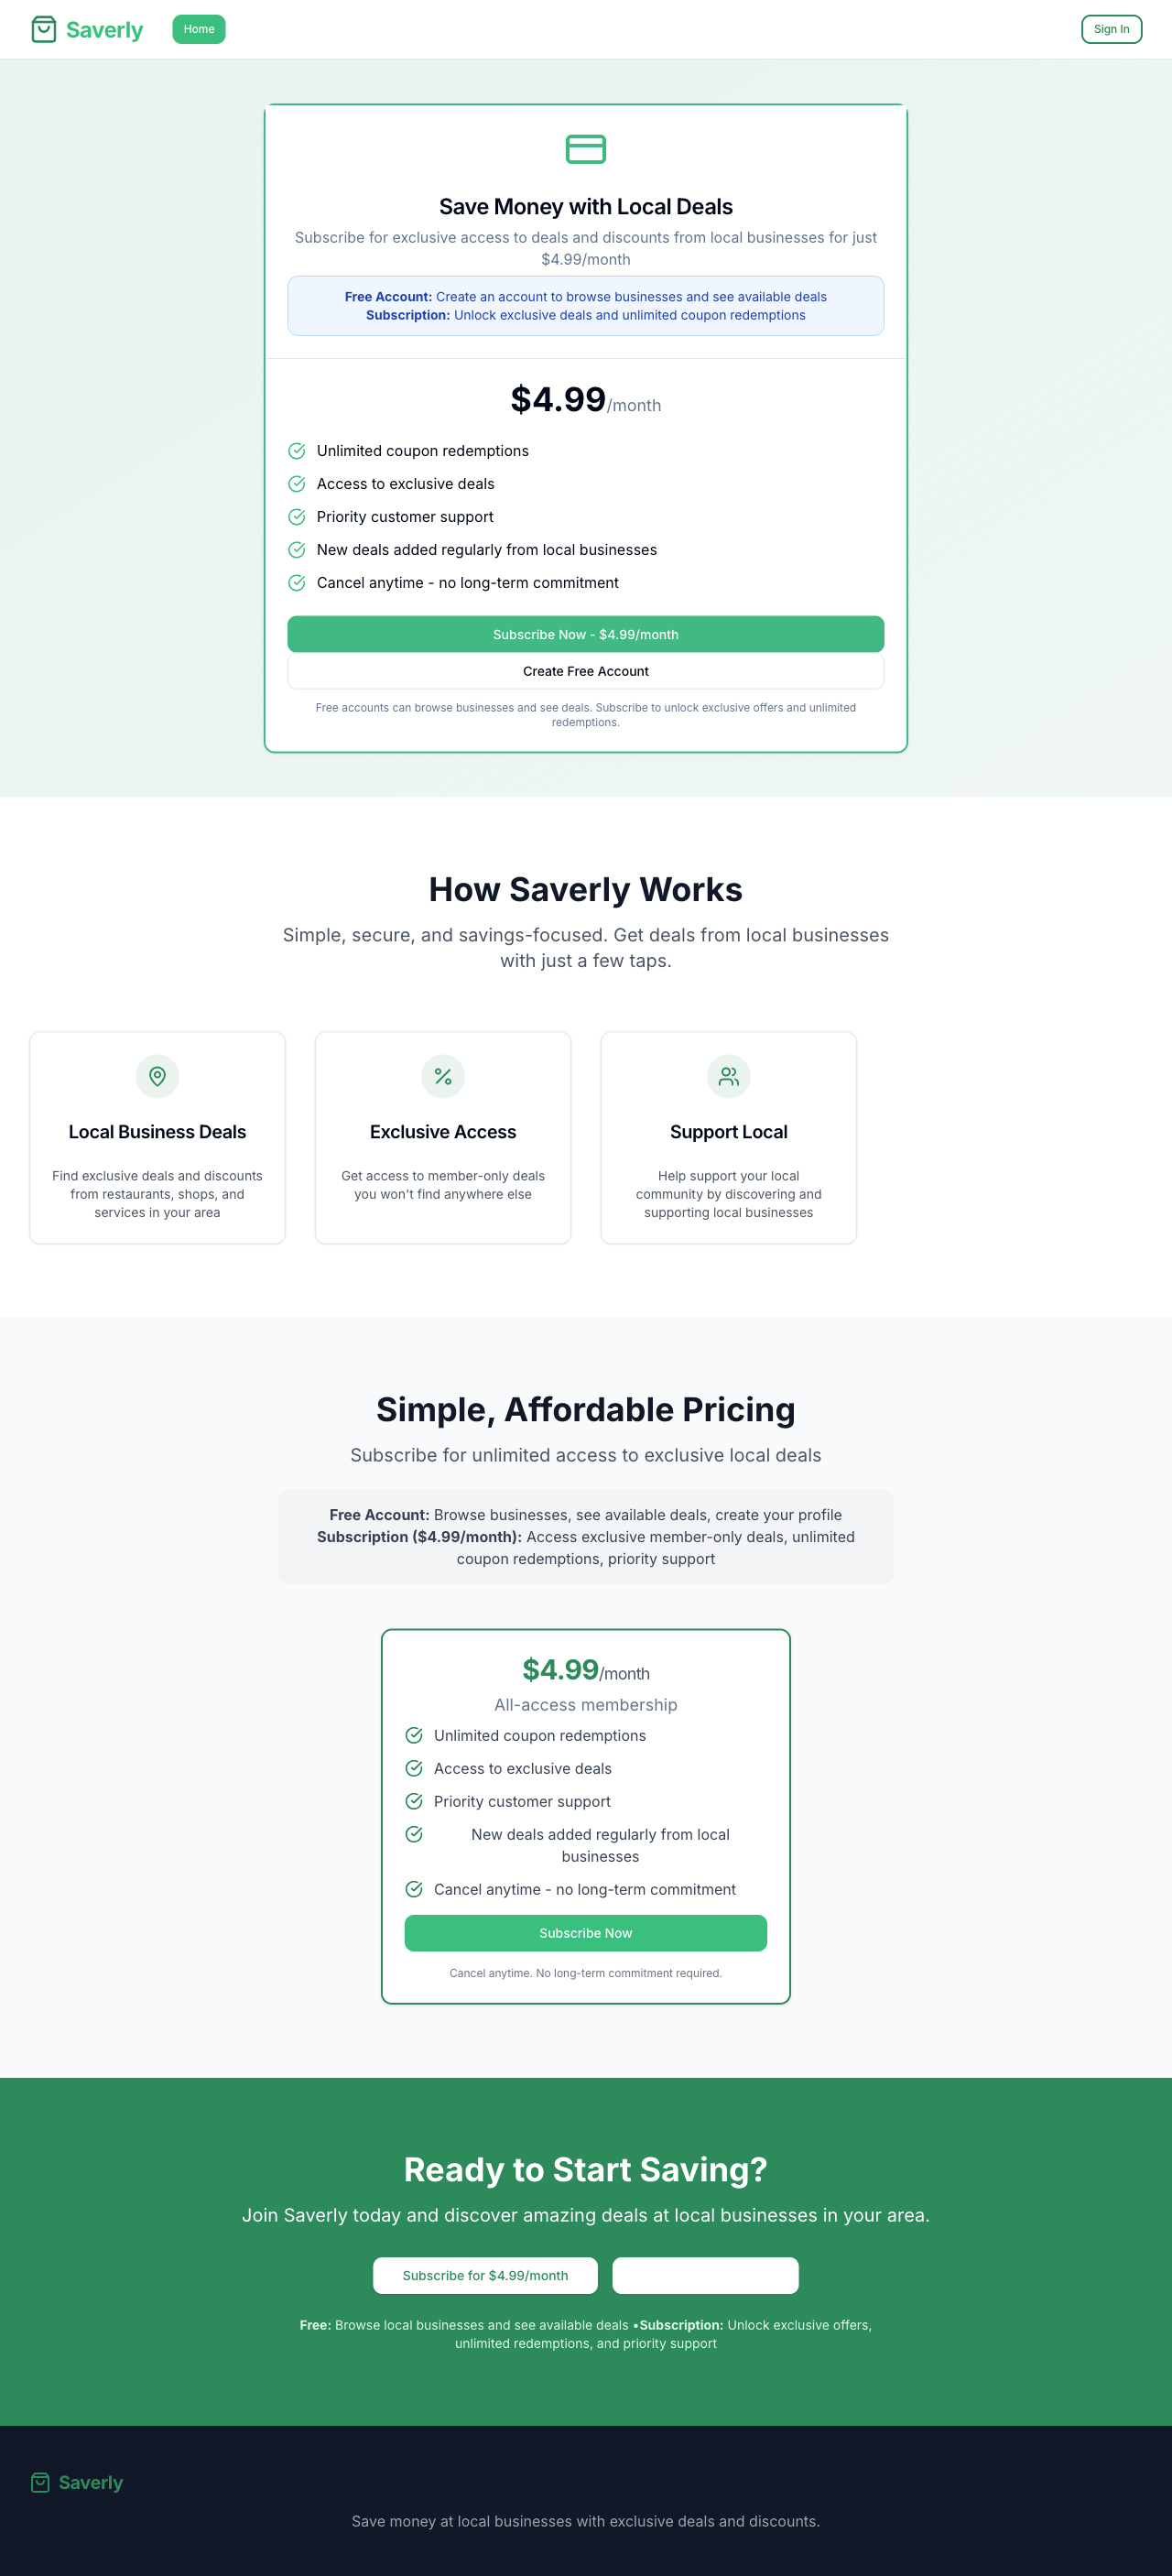 Saverly
Home
Sign In
Save Money with Local Deals
Subscribe for exclusive access to deals and discounts from local businesses for just
$4.99/month
Free Account: Create an account to browse businesses and see available deals
Subscription: Unlock exclusive deals and unlimited coupon redemptions
$4.99/month
Unlimited coupon redemptions
Access to exclusive deals
Priority customer support
New deals added regularly from local businesses
Cancel anytime - no long-term commitment
Subscribe Now - $4.99/month
Create Free Account
Free accounts can browse businesses and see deals. Subscribe to unlock exclusive offers and unlimited
redemptions.
How Saverly Works
Simple, secure, and savings-focused. Get deals from local businesses
with just a few taps.
Local Business Deals
Find exclusive deals and discounts
from restaurants, shops, and
services in your area
Exclusive Access
Get access to member-only deals
you won't find anywhere else
Support Local
Help support your local
community by discovering and
supporting local businesses
Simple, Affordable Pricing
Subscribe for unlimited access to exclusive local deals
Free Account: Browse businesses, see available deals, create your profile
Subscription ($4.99/month): Access exclusive member-only deals, unlimited
coupon redemptions, priority support
$4.99/month
All-access membership
Unlimited coupon redemptions
Access to exclusive deals
Priority customer support
New deals added regularly from local
businesses
Cancel anytime - no long-term commitment
Subscribe Now
Cancel anytime. No long-term commitment required.
Ready to Start Saving?
Join Saverly today and discover amazing deals at local businesses in your area.
Subscribe for $4.99/month
Free: Browse local businesses and see available deals •Subscription: Unlock exclusive offers,
unlimited redemptions, and priority support
Saverly
Save money at local businesses with exclusive deals and discounts.